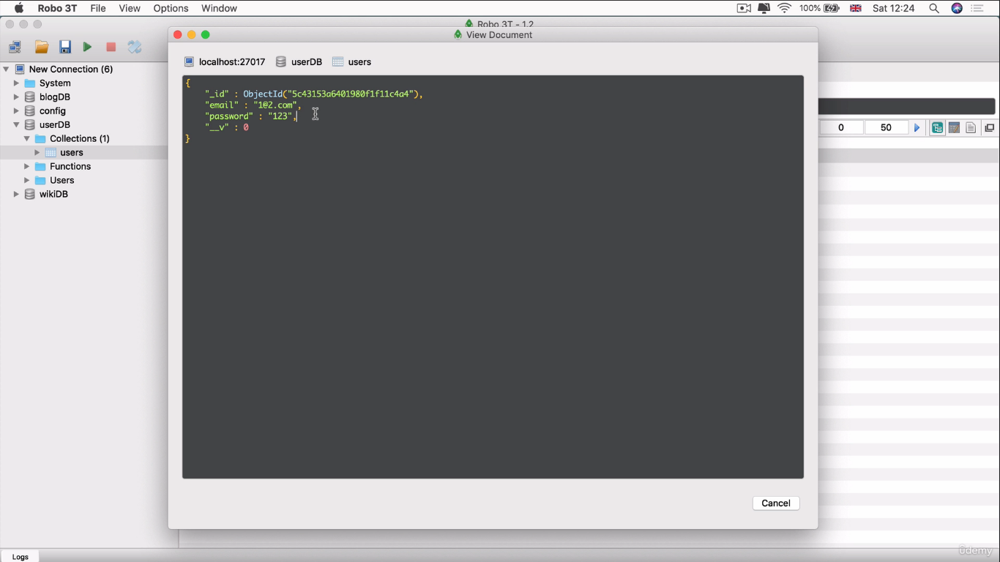 Robo 3T File View Options Window 100% Sat 12:24
Robo 3T - 1.2
View Document
localhost:27017 userDB users
{
"_id" : ObjectId("5c43153a6401980f1f11c4a4"),
"email" : "1@2.com",
"password" : "123",
"__v" : 0
}
New Connection (6)
System
blogDB
config
userDB
Collections (1)
users
Functions
Users
wikiDB
0 50
Cancel
Logs
ûdemy